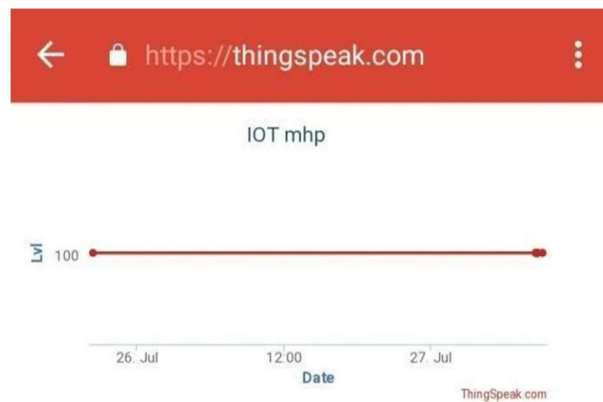 https://thingspeak.com
IOT mhp
Lvl
100
26. Jul
12:00
27. Jul
Date
ThingSpeak.com